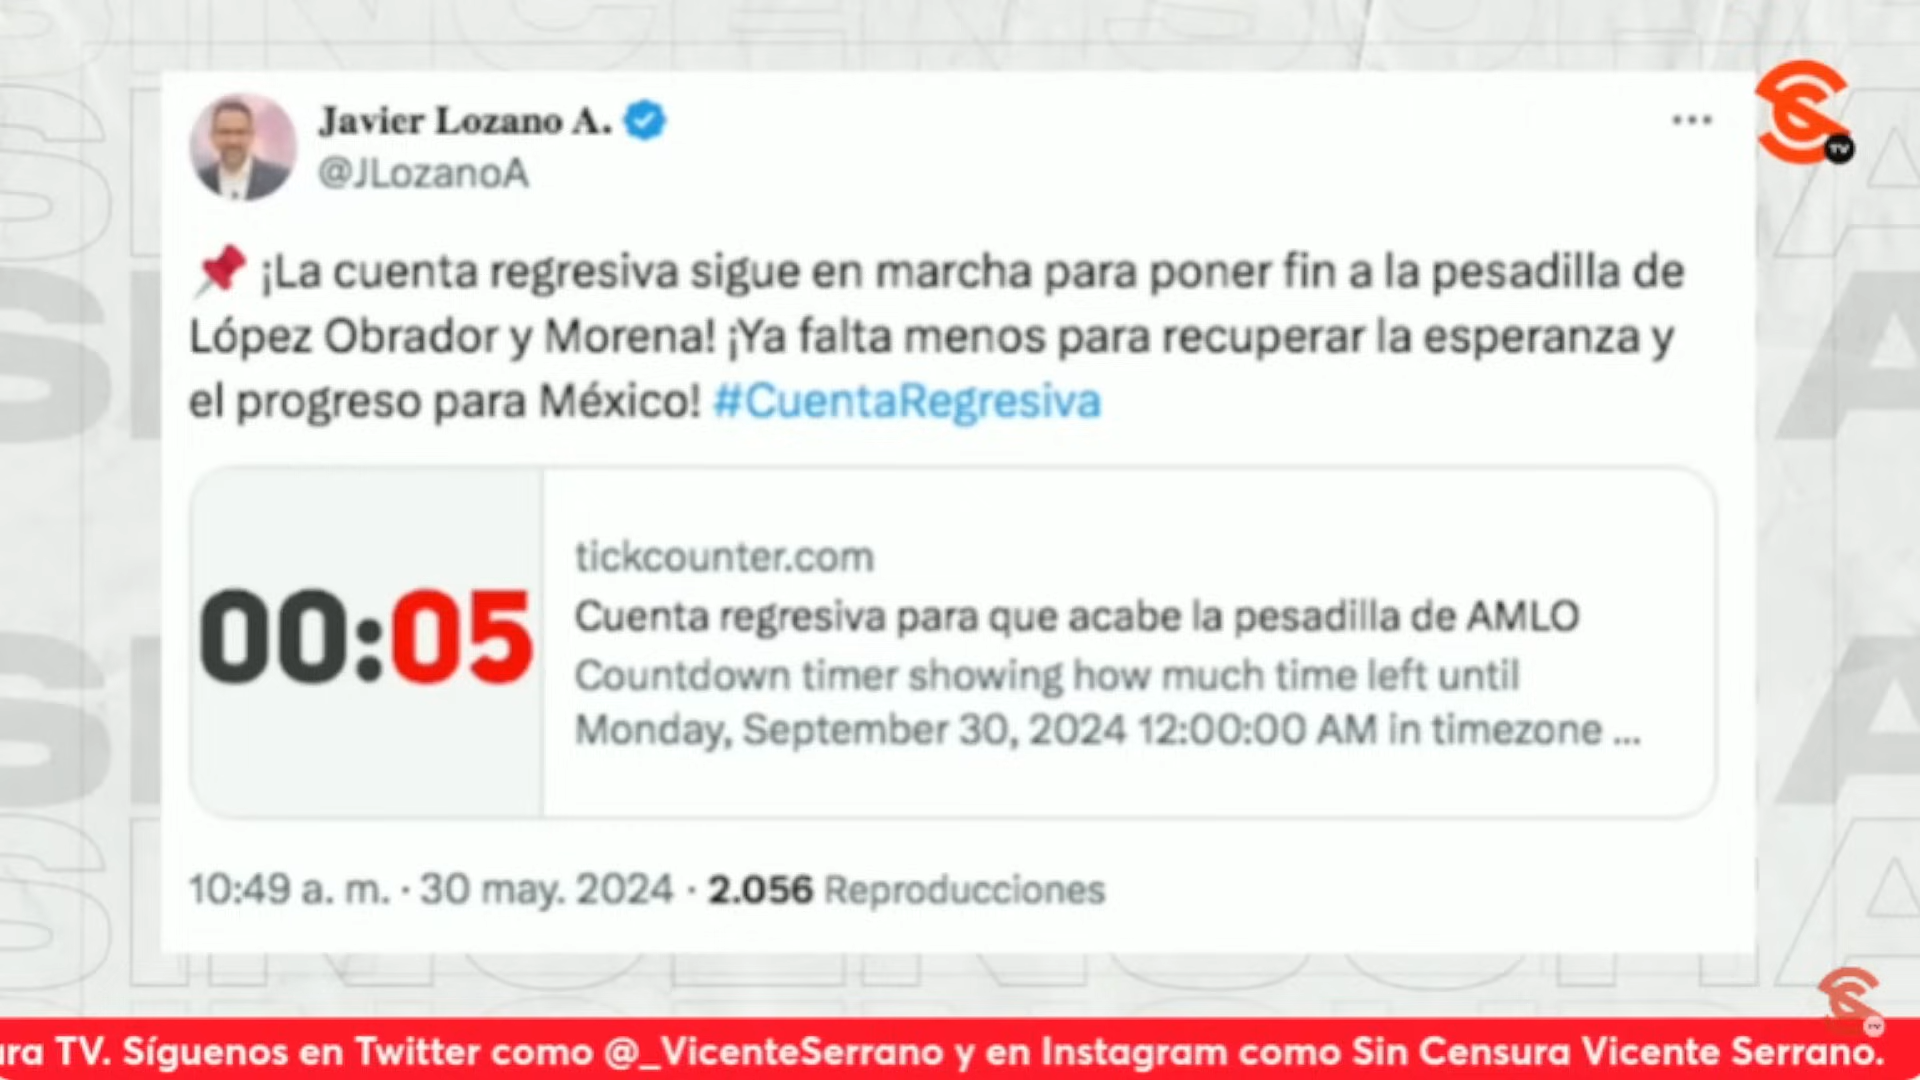 Javier Lozano A.
@JLozanoA
¡La cuenta regresiva sigue en marcha para poner fin a la pesadilla de
López Obrador y Morena! ¡Ya falta menos para recuperar la esperanza y
el progreso para México! #CuentaRegresiva
00:05
tickcounter.com
Cuenta regresiva para que acabe la pesadilla de AMLO
Countdown timer showing how much time left until
Monday, September 30, 2024 12:00:00 AM in timezone ...
10:49 a. m. · 30 may. 2024 · 2.056 Reproducciones
TV
ra TV. Síguenos en Twitter como @_VicenteSerrano y en Instagram como Sin Censura Vicente Serrano.